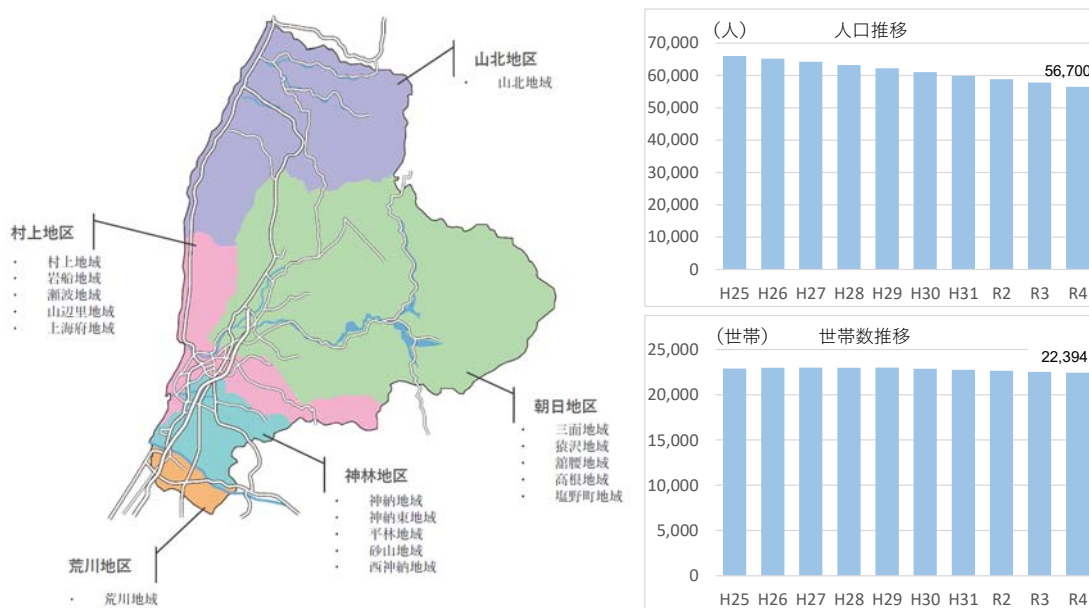 山北地区
・ 山北地域
村上地区
・ 村上地域
・ 岩船地域
・ 瀬波地域
・ 山辺里地域
・ 上海府地域
朝日地区
・ 三面地域
・ 猿沢地域
・ 舘腰地域
・ 高根地域
・ 塩野町地域
神林地区
・ 神納地域
・ 神納東地域
・ 平林地域
・ 砂山地域
・ 西神納地域
荒川地区
・ 荒川地域
（人） 人口推移
70,000
60,000
50,000
40,000
30,000
20,000
10,000
0
56,700
H25 H26 H27 H28 H29 H30 H31 R2 R3 R4
（世帯） 世帯数推移
25,000
20,000
15,000
10,000
5,000
0
22,394
H25 H26 H27 H28 H29 H30 H31 R2 R3 R4